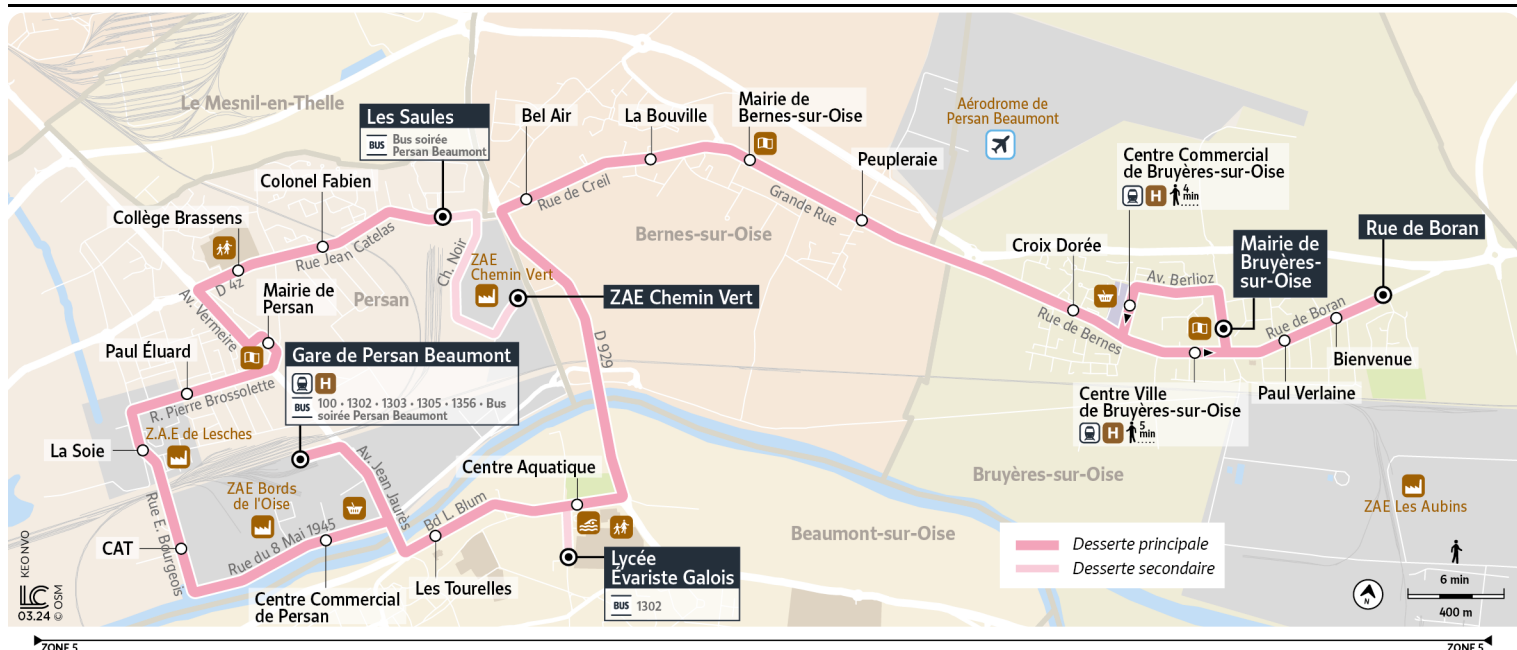 Le Mesnil-en-Thelle
Les Saules
BUS Bus soirée
Persan Beaumont
Bel Air
La Bouville
Mairie de
Bernes-sur-Oise
Aérodrome de
Persan Beaumont
Peupleraie
Centre Commercial
de Bruyères-sur-Oise
H 4 min
Colonel Fabien
Collège Brassens
Rue de Creil
Grande Rue
Rue Jean Catelas
Ch. Noir
Bernes-sur-Oise
Croix Dorée
Mairie de
Bruyères-
sur-Oise
Rue de Boran
ZAE
Chemin Vert
D 4z
Av. Vermeire
Mairie de
Persan
Persan
ZAE Chemin Vert
Av. Berlioz
Rue de Bernes
Rue de Boran
D 929
Paul Éluard
Gare de Persan Beaumont
H
BUS 100 • 1302 • 1303 • 1305 • 1356 • Bus
soirée Persan Beaumont
Bienvenue
Paul Verlaine
Centre Ville
de Bruyères-sur-Oise
H 5 min
R. Pierre Brossolette
Z.A.E de Lesches
La Soie
Av. Jean Jaurès
Centre Aquatique
Bruyères-sur-Oise
ZAE Bords
de l'Oise
Bd L. Blum
ZAE Les Aubins
Rue E. Bourgeois
Rue du 8 Mai 1945
Beaumont-sur-Oise
CAT
Desserte principale
Desserte secondaire
Lycée
Évariste Galois
BUS 1302
Les Tourelles
Centre Commercial
de Persan
KEONVO
LC
03.24 © OSM
N
6 min
400 m
ZONE 5
ZONE 5